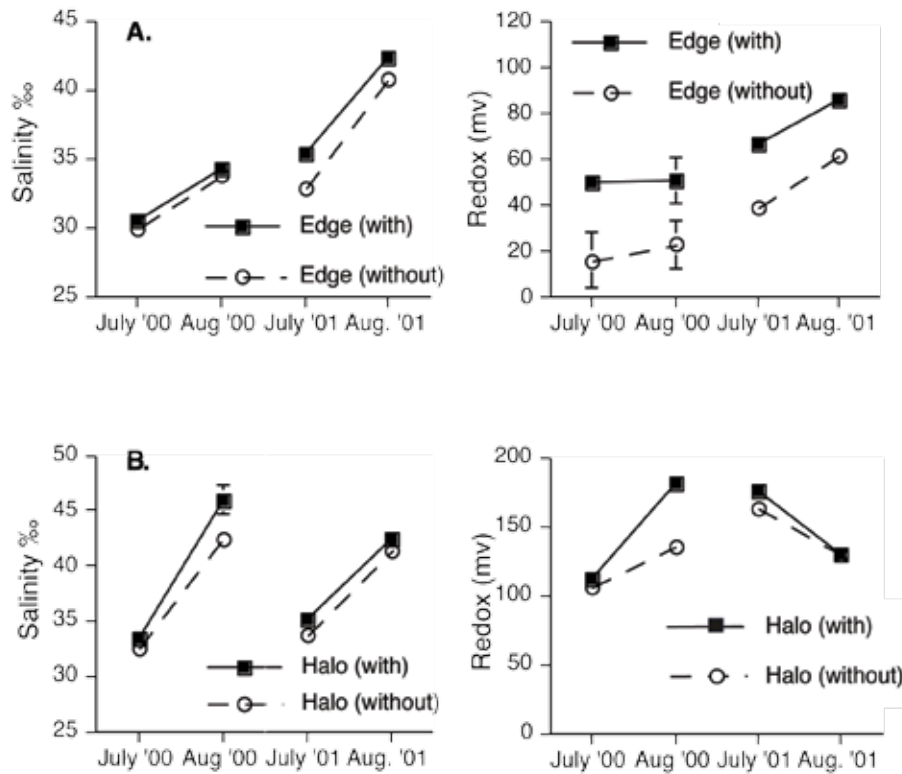 A.
Salinity ‰
45
40
35
30
25
Edge (with)
Edge (without)
July '00 Aug '00 July '01 Aug. '01
Redox (mv)
120
100
80
60
40
20
0
Edge (with)
Edge (without)
July '00 Aug '00 July '01 Aug. '01
B.
Salinity ‰
50
45
40
35
30
25
Halo (with)
Halo (without)
July '00 Aug '00 July '01 Aug. '01
Redox (mv)
200
150
100
50
0
Halo (with)
Halo (without)
July '00 Aug '00 July '01 Aug. '01